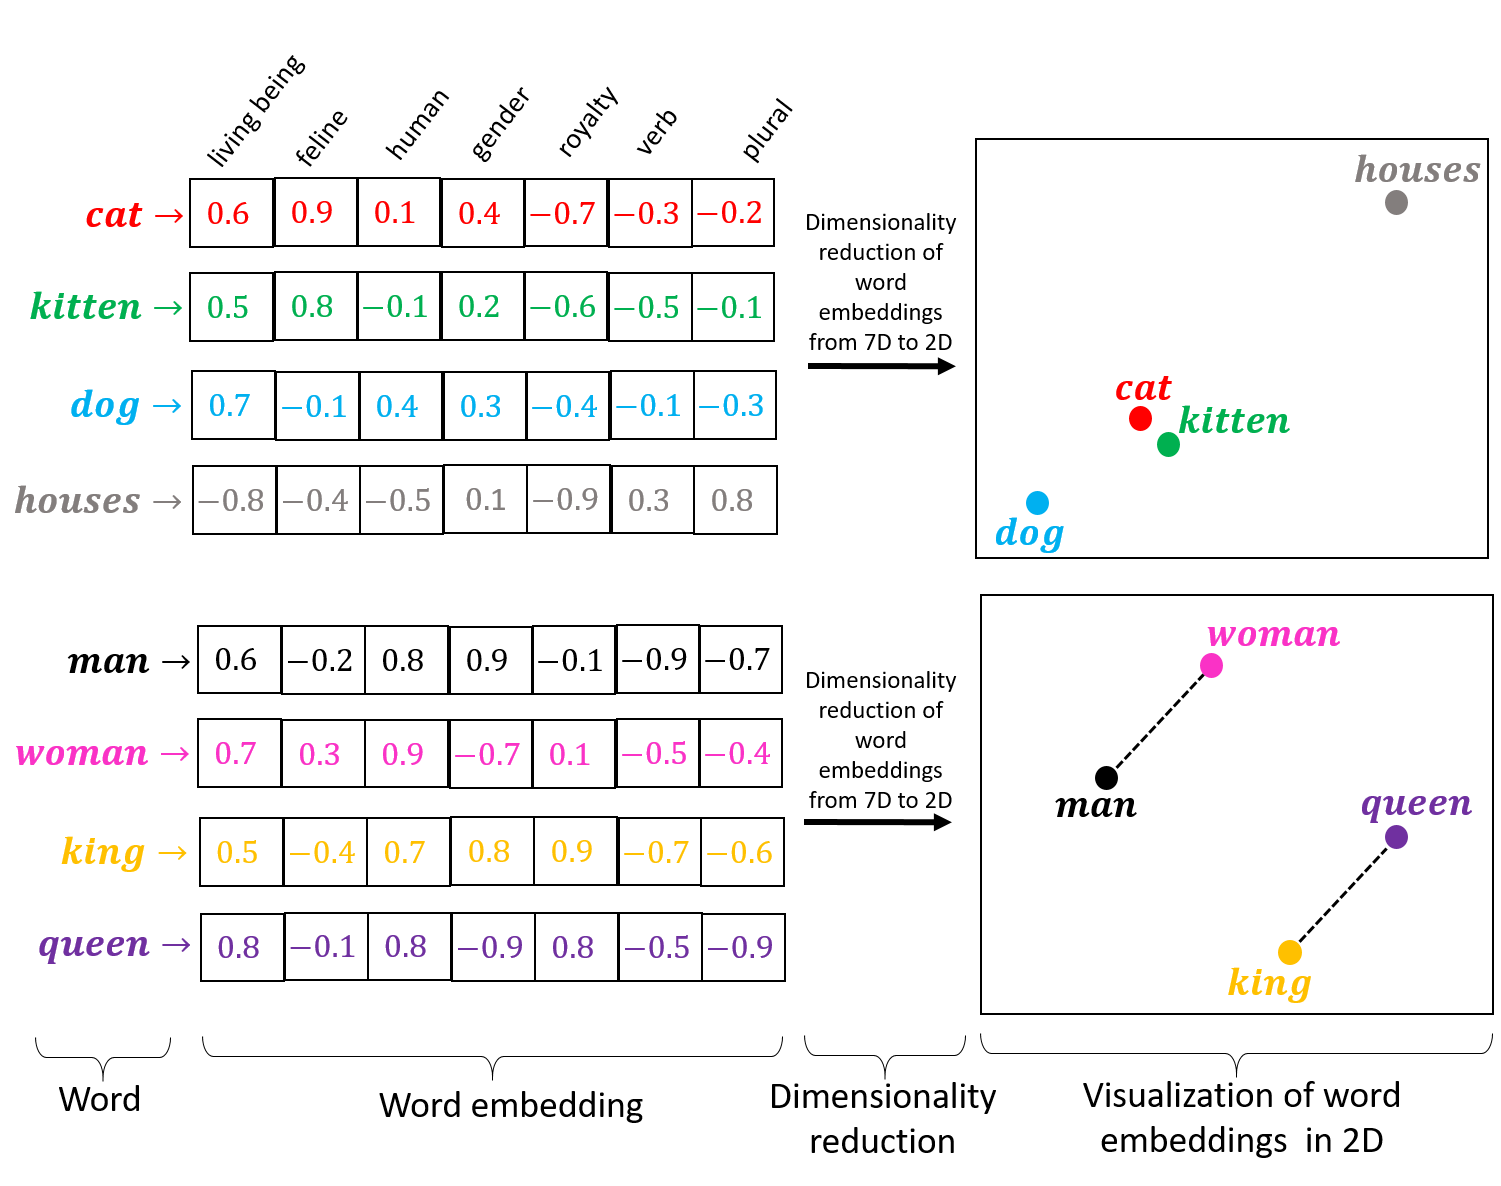 living being feline human gender royalty verb plural
cat → 0.6 0.9 0.1 0.4 −0.7 −0.3 −0.2
kitten → 0.5 0.8 −0.1 0.2 −0.6 −0.5 −0.1
dog → 0.7 −0.1 0.4 0.3 −0.4 −0.1 −0.3
houses → −0.8 −0.4 −0.5 0.1 −0.9 0.3 0.8
Dimensionality
reduction of
word
embeddings
from 7D to 2D
houses
cat
kitten
dog
man → 0.6 −0.2 0.8 0.9 −0.1 −0.9 −0.7
woman → 0.7 0.3 0.9 −0.7 0.1 −0.5 −0.4
king → 0.5 −0.4 0.7 0.8 0.9 −0.7 −0.6
queen → 0.8 −0.1 0.8 −0.9 0.8 −0.5 −0.9
Dimensionality
reduction of
word
embeddings
from 7D to 2D
woman
man
queen
king
Word
Word embedding
Dimensionality
reduction
Visualization of word
embeddings in 2D